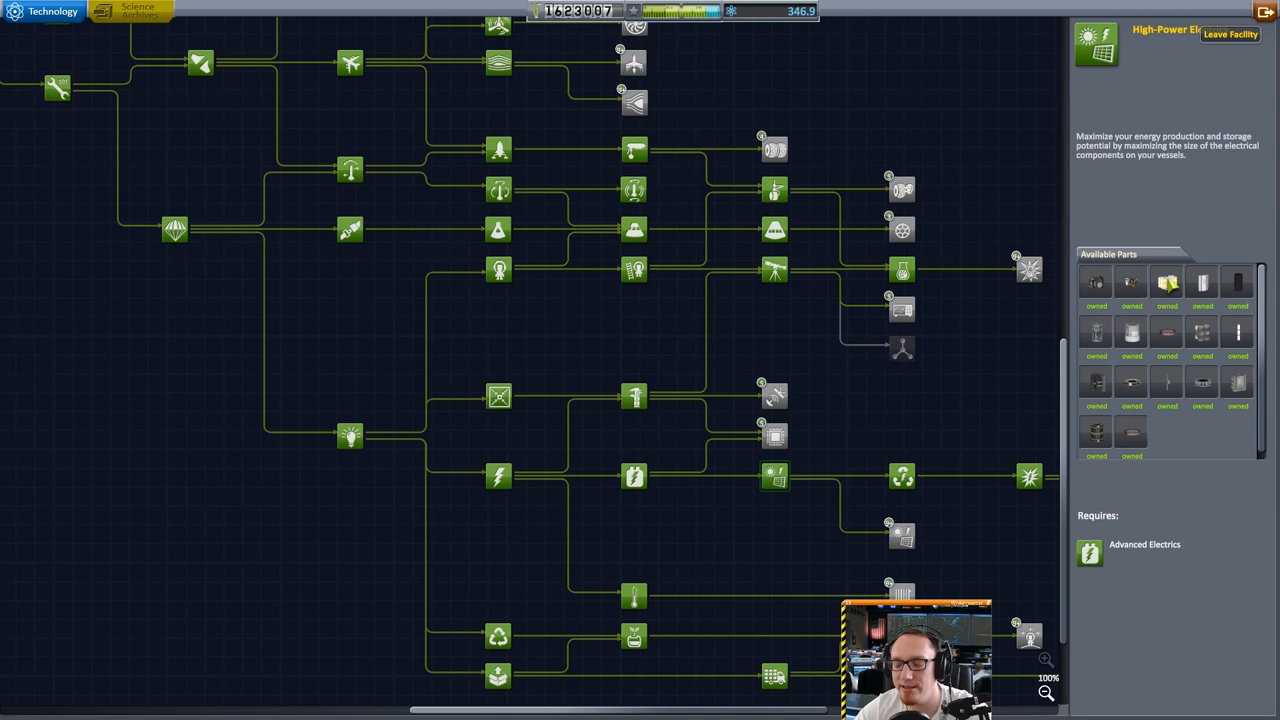 Technology
Science
Archives
1623007
346.9
High-Power Ele
Leave Facility
101
Maximize your energy production and storage
potential by maximizing the size of the electrical
components on your vessels.
Available Parts
owned owned owned owned owned
owned owned owned owned owned
owned owned owned owned owned
owned owned
Requires:
Advanced Electrics
100%